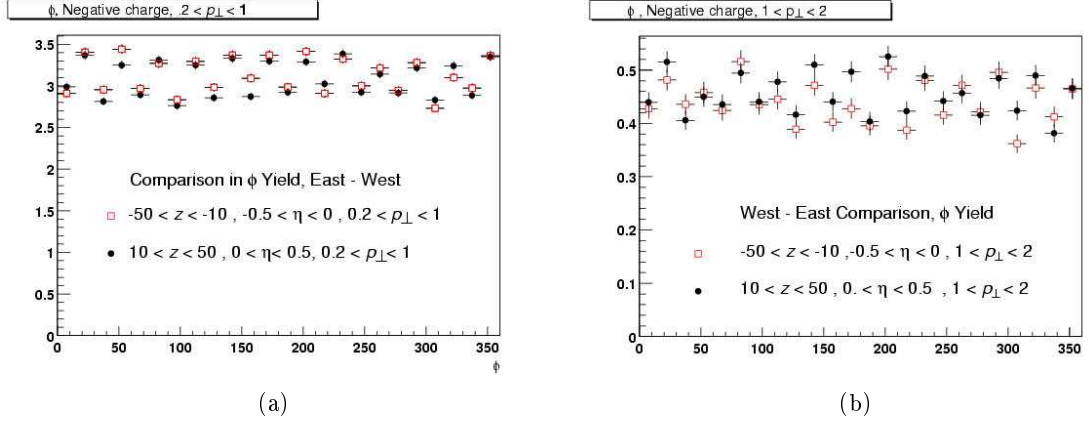 ϕ, Negative charge, .2 < p⊥ < 1
3.5
3
2.5
2
1.5
1
0.5
0
Comparison in ϕ Yield, East - West
-50 < z < -10 , -0.5 < η < 0 , 0.2 < p⊥ < 1
10 < z < 50 , 0 < η< 0.5, 0.2 < p⊥< 1
0 50 100 150 200 250 300 350
ϕ
(a)
ϕ , Negative charge, 1 < p⊥ < 2
0.5
0.4
0.3
0.2
0.1
0
West - East Comparison, ϕ Yield
-50 < z < -10 ,-0.5 < η < 0 , 1 < p⊥ < 2
10 < z < 50 , 0. < η < 0.5 , 1 < p⊥ < 2
0 50 100 150 200 250 300 350
(b)